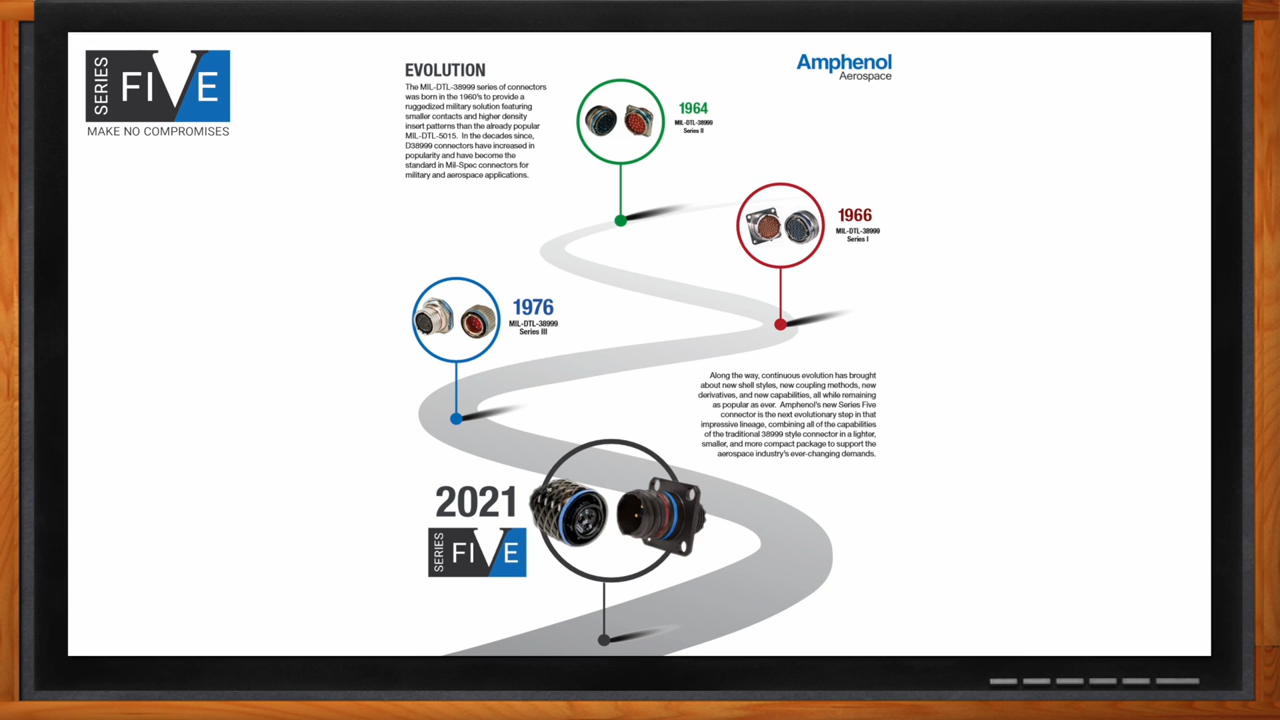 SERIES
FIVE
MAKE NO COMPROMISES
EVOLUTION
The MIL-DTL-38999 series of connectors
was born in the 1960's to provide a
ruggedized military solution featuring
smaller contacts and higher density
insert patterns than the already popular
MIL-DTL-5015. In the decades since,
D38999 connectors have increased in
popularity and have become the
standard in Mil-Spec connectors for
military and aerospace applications.
Amphenol
Aerospace
1964
MIL-DTL-38999
Series II
1966
MIL-DTL-38999
Series I
1976
MIL-DTL-38999
Series III
Along the way, continuous evolution has brought
about new shell styles, new coupling methods, new
derivatives, and new capabilities, all while remaining
as popular as ever. Amphenol's new Series Five
connector is the next evolutionary step in that
impressive lineage, combining all of the capabilities
of the traditional 38999 style connector in a lighter,
smaller, and more compact package to support the
aerospace industry's ever-changing demands.
2021
SERIES
FIVE